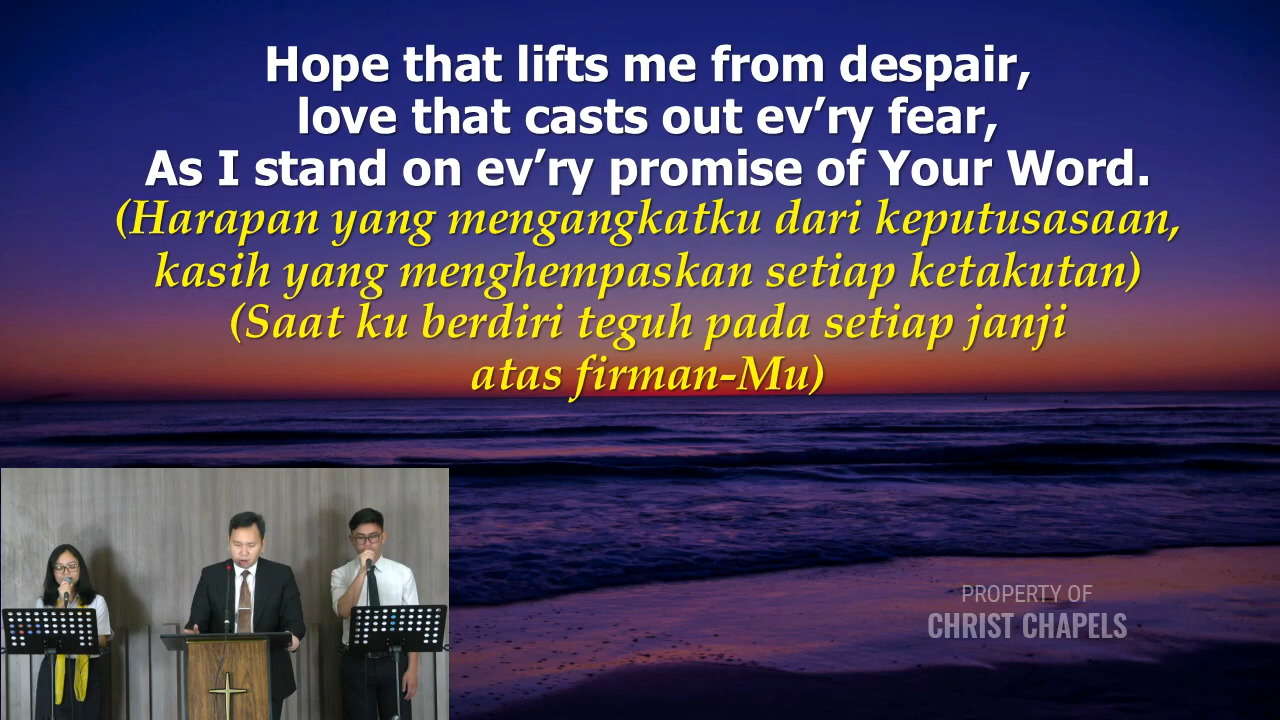 Hope that lifts me from despair,
love that casts out ev’ry fear,
As I stand on ev’ry promise of Your Word.
(Harapan yang mengangkatku dari keputusasaan,
kasih yang menghempaskan setiap ketakutan)
(Saat ku berdiri teguh pada setiap janji
atas firman-Mu)
PROPERTY OF
CHRIST CHAPELS